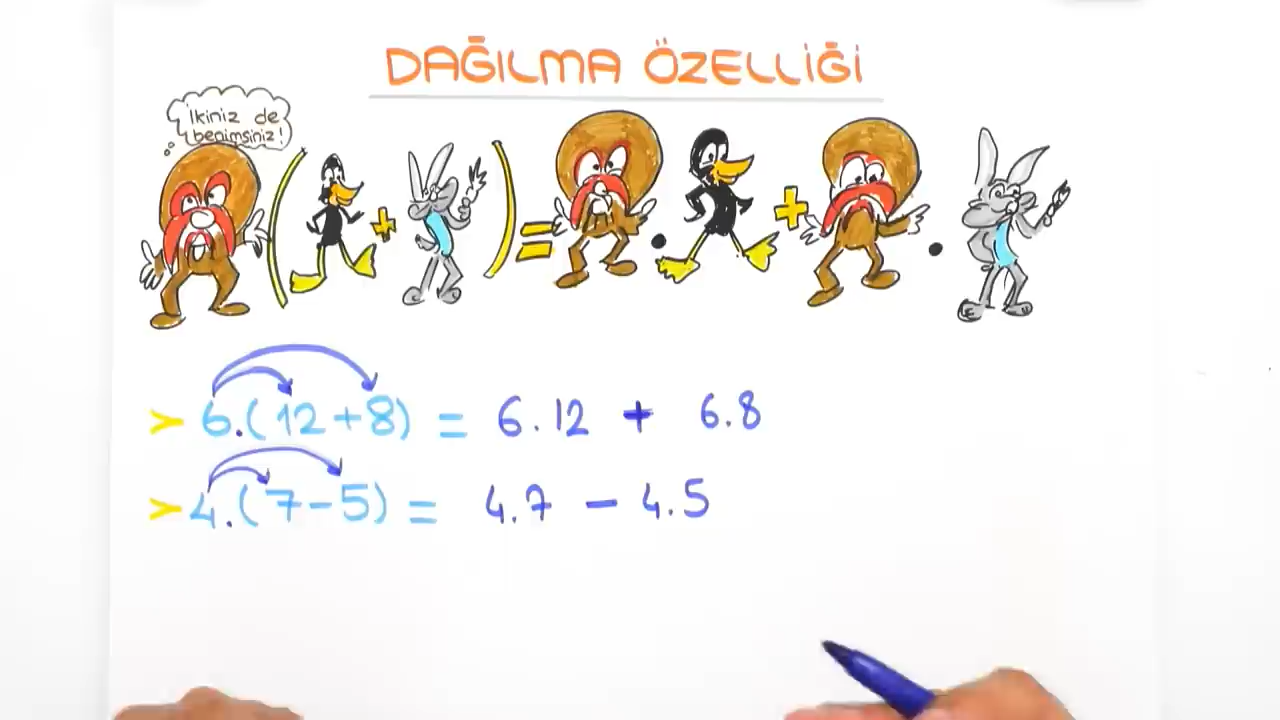 DAĞILMA ÖZELLİĞİ
İkiniz de
benimsiniz!
( + ) = . + .
> 6.(12+8) = 6.12 + 6.8
> 4.(7-5) = 4.7 - 4.5